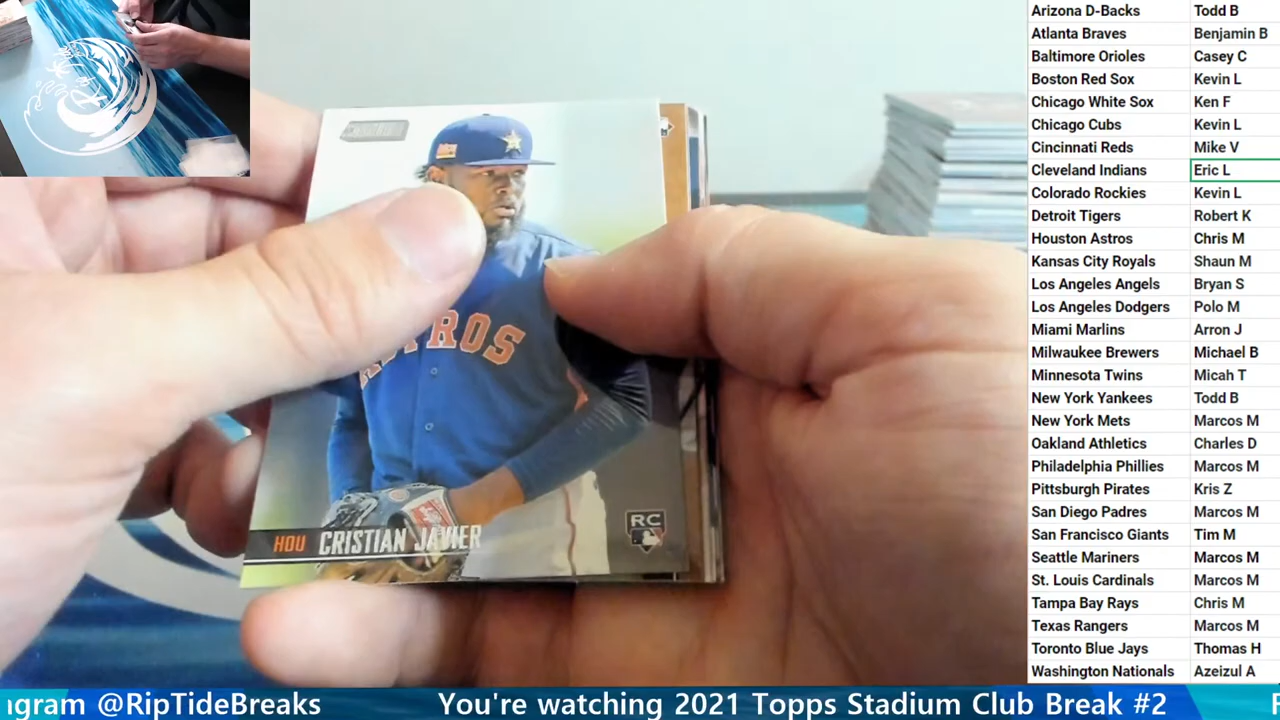 ASTROS
HOU CRISTIAN JAVIER
RC
Arizona D-Backs Todd B
Atlanta Braves Benjamin B
Baltimore Orioles Casey C
Boston Red Sox Kevin L
Chicago White Sox Ken F
Chicago Cubs Kevin L
Cincinnati Reds Mike V
Cleveland Indians Eric L
Colorado Rockies Kevin L
Detroit Tigers Robert K
Houston Astros Chris M
Kansas City Royals Shaun M
Los Angeles Angels Bryan S
Los Angeles Dodgers Polo M
Miami Marlins Arron J
Milwaukee Brewers Michael B
Minnesota Twins Micah T
New York Yankees Todd B
New York Mets Marcos M
Oakland Athletics Charles D
Philadelphia Phillies Marcos M
Pittsburgh Pirates Kris Z
San Diego Padres Marcos M
San Francisco Giants Tim M
Seattle Mariners Marcos M
St. Louis Cardinals Marcos M
Tampa Bay Rays Chris M
Texas Rangers Marcos M
Toronto Blue Jays Thomas H
Washington Nationals Azeizul A
agram @RipTideBreaks You're watching 2021 Topps Stadium Club Break #2